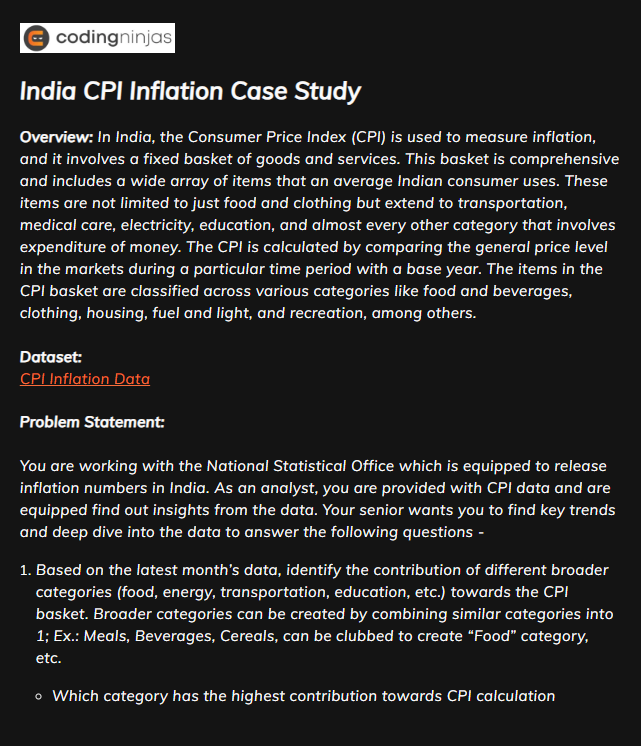 codingninjas
India CPI Inflation Case Study
Overview: In India, the Consumer Price Index (CPI) is used to measure inflation,
and it involves a fixed basket of goods and services. This basket is comprehensive
and includes a wide array of items that an average Indian consumer uses. These
items are not limited to just food and clothing but extend to transportation,
medical care, electricity, education, and almost every other category that involves
expenditure of money. The CPI is calculated by comparing the general price level
in the markets during a particular time period with a base year. The items in the
CPI basket are classified across various categories like food and beverages,
clothing, housing, fuel and light, and recreation, among others.
Dataset:
CPI Inflation Data
Problem Statement:
You are working with the National Statistical Office which is equipped to release
inflation numbers in India. As an analyst, you are provided with CPI data and are
equipped find out insights from the data. Your senior wants you to find key trends
and deep dive into the data to answer the following questions -
1. Based on the latest month's data, identify the contribution of different broader
categories (food, energy, transportation, education, etc.) towards the CPI
basket. Broader categories can be created by combining similar categories into
1; Ex.: Meals, Beverages, Cereals, can be clubbed to create “Food” category,
etc.
◦ Which category has the highest contribution towards CPI calculation